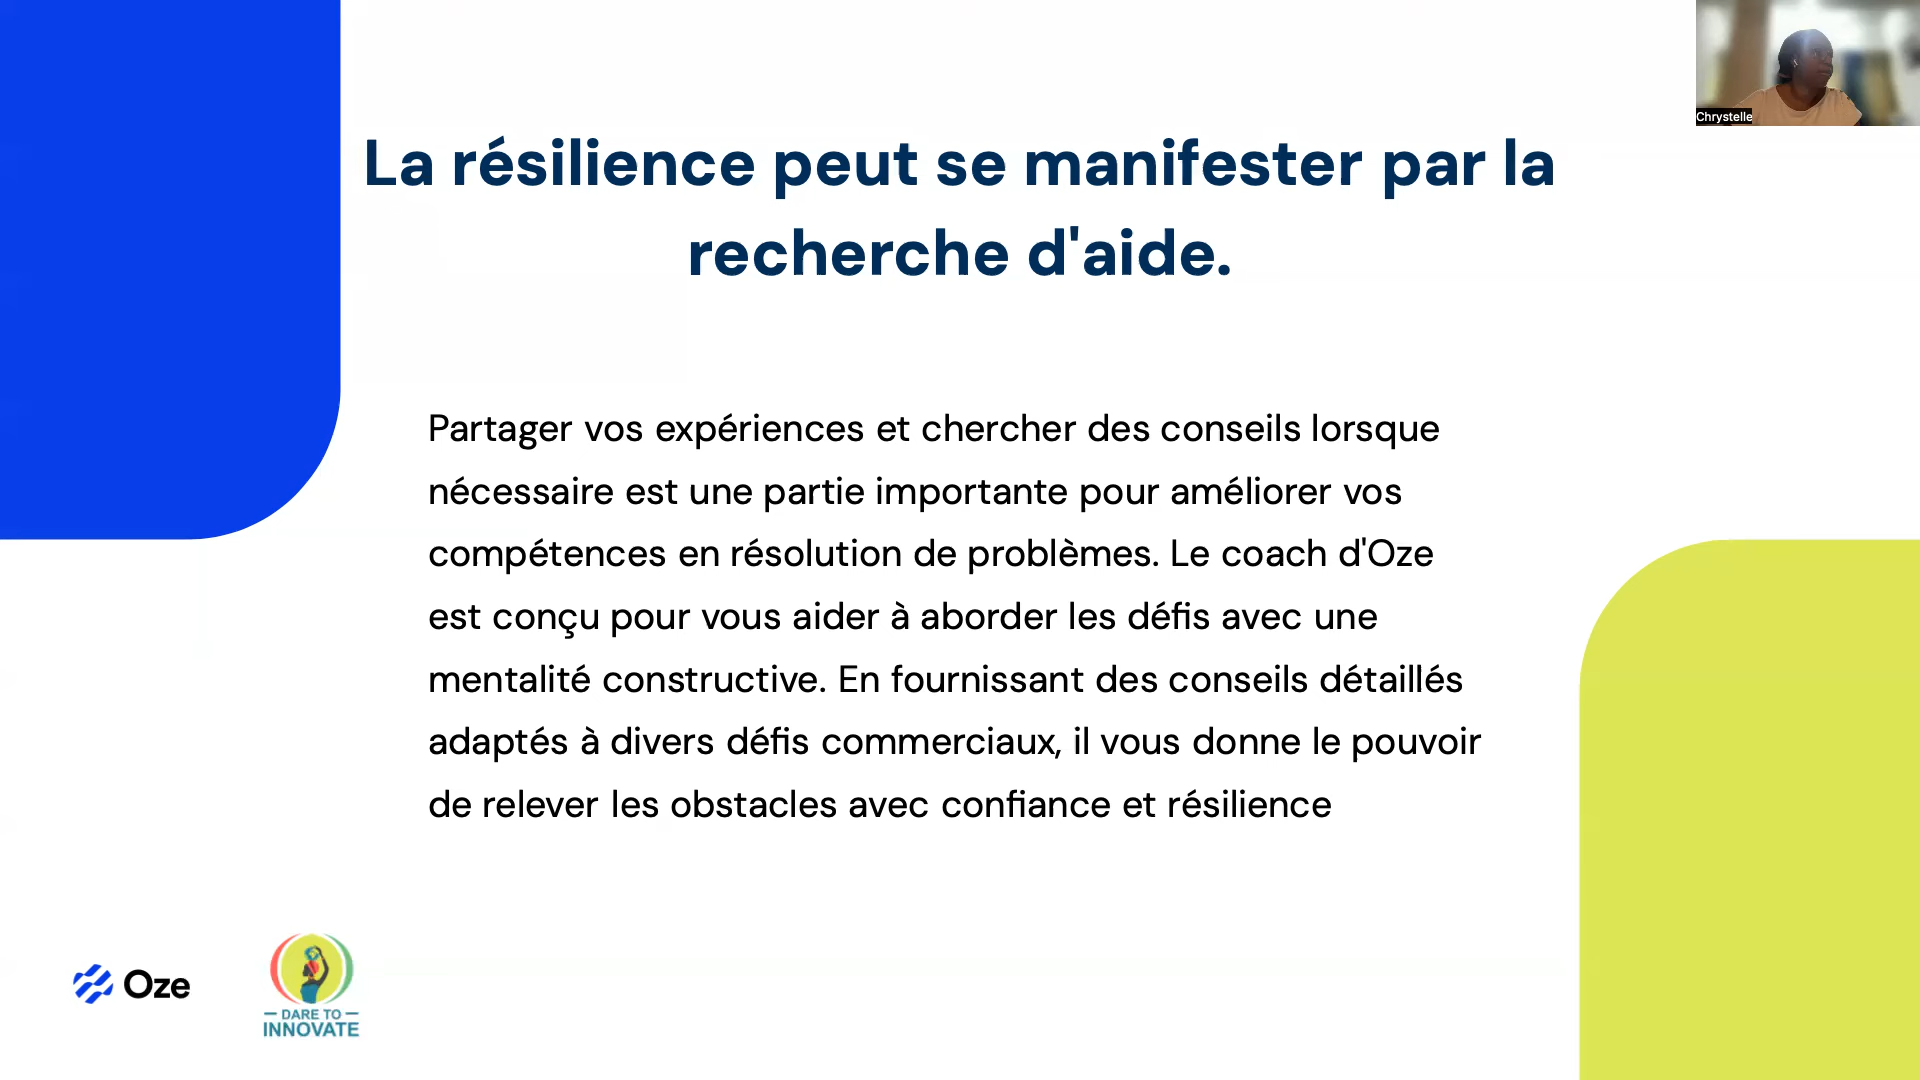 Chrystelle
La résilience peut se manifester par la
recherche d'aide.
Partager vos expériences et chercher des conseils lorsque
nécessaire est une partie importante pour améliorer vos
compétences en résolution de problèmes. Le coach d'Oze
est conçu pour vous aider à aborder les défis avec une
mentalité constructive. En fournissant des conseils détaillés
adaptés à divers défis commerciaux, il vous donne le pouvoir
de relever les obstacles avec confiance et résilience
Oze
DARE TO
INNOVATE